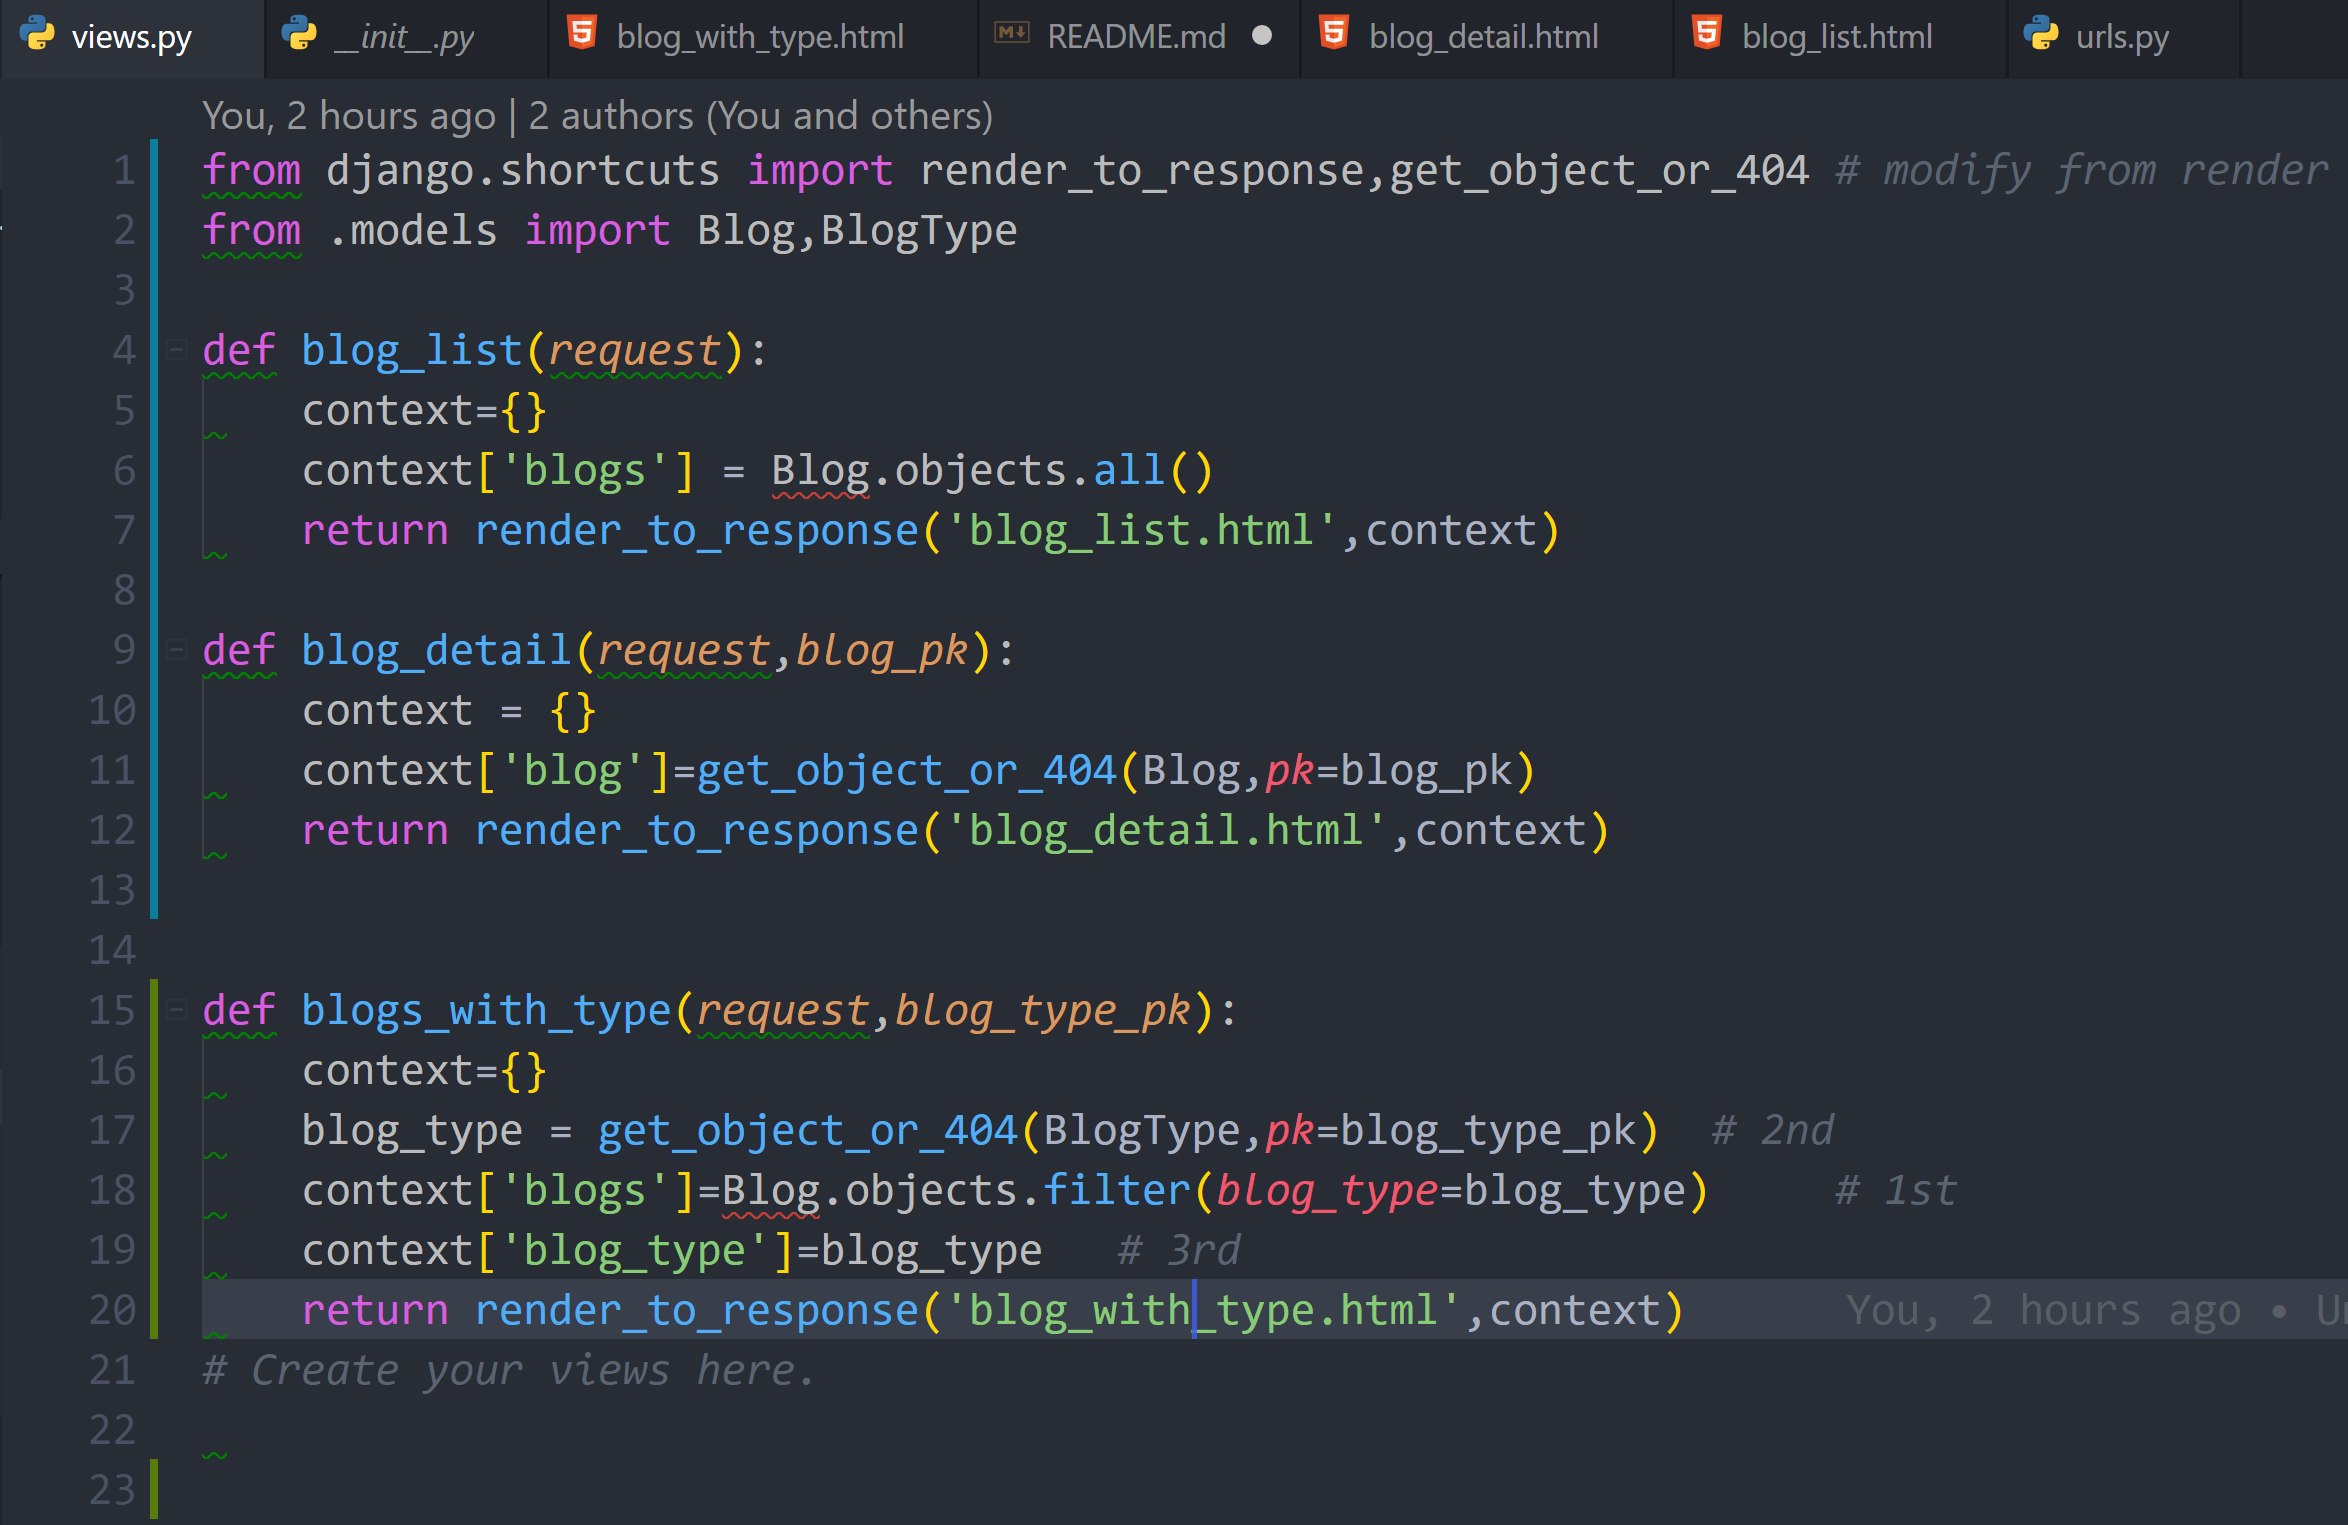 views.py __init__.py blog_with_type.html README.md blog_detail.html blog_list.html urls.py
You, 2 hours ago | 2 authors (You and others)
1 from django.shortcuts import render_to_response,get_object_or_404 # modify from render
2 from .models import Blog,BlogType
3
4 def blog_list(request):
5     context={}
6     context['blogs'] = Blog.objects.all()
7     return render_to_response('blog_list.html',context)
8
9 def blog_detail(request,blog_pk):
10     context = {}
11     context['blog']=get_object_or_404(Blog,pk=blog_pk)
12     return render_to_response('blog_detail.html',context)
13
14
15 def blogs_with_type(request,blog_type_pk):
16     context={}
17     blog_type = get_object_or_404(BlogType,pk=blog_type_pk)  # 2nd
18     context['blogs']=Blog.objects.filter(blog_type=blog_type)     # 1st
19     context['blog_type']=blog_type   # 3rd
20     return render_to_response('blog_with_type.html',context) You, 2 hours ago •
21 # Create your views here.
22
23